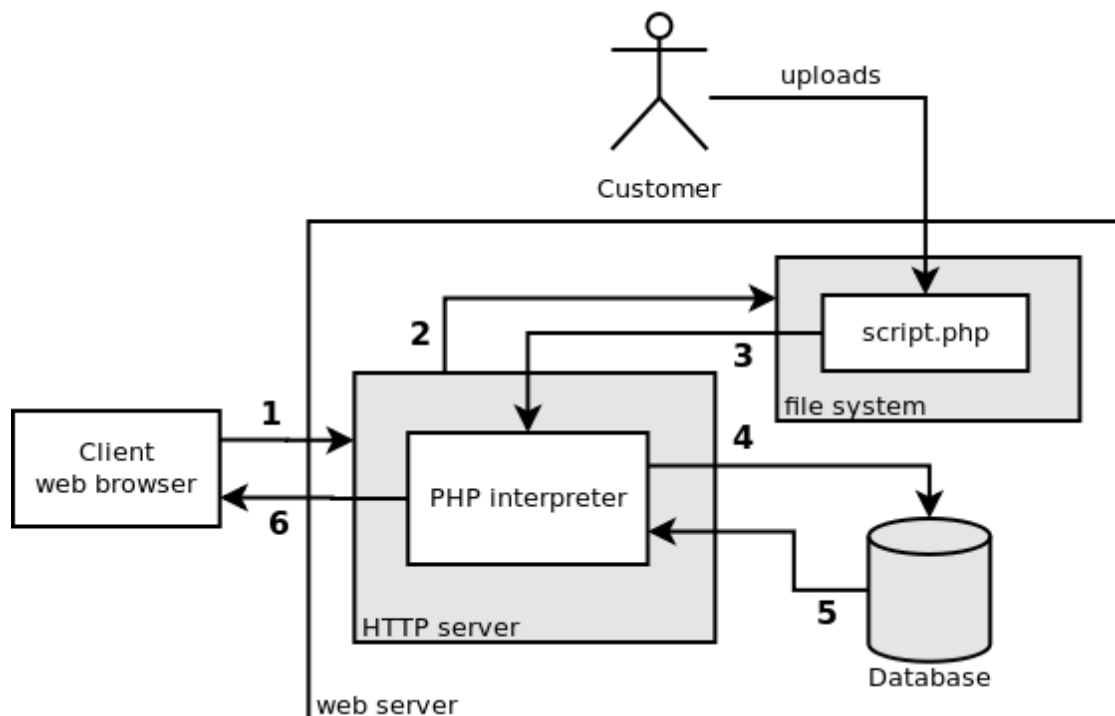 uploads
Customer
2
3
script.php
file system
1
4
Client
web browser
PHP interpreter
6
5
HTTP server
Database
web server